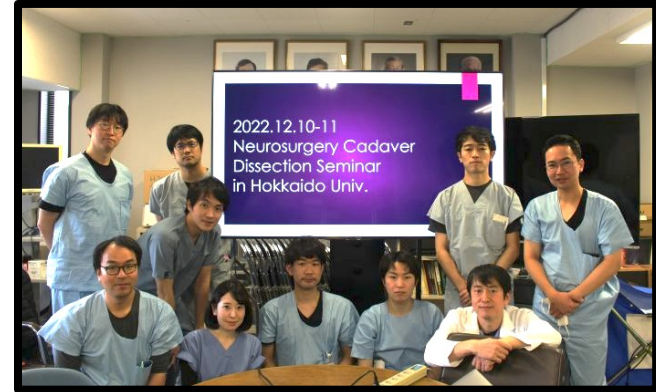 2022.12.10-11
Neurosurgery Cadaver
Dissection Seminar
in Hokkaido Univ.